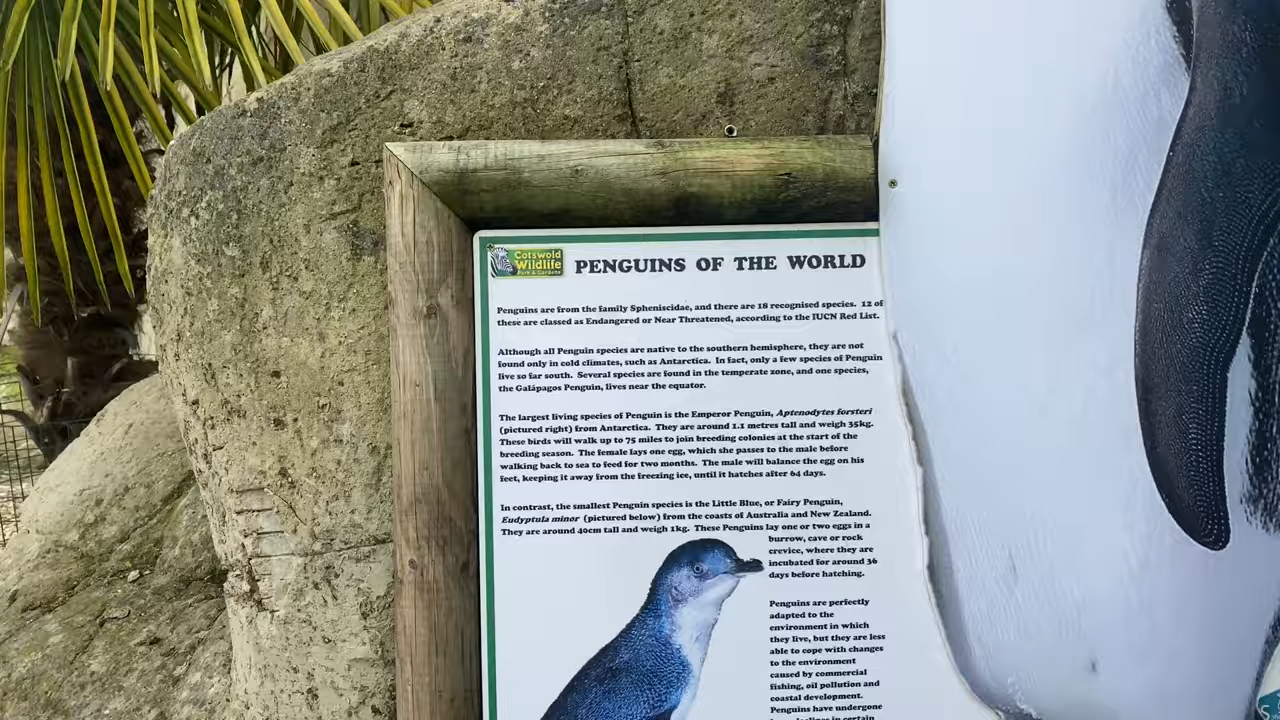 Cotswold
Wildlife
Park & Gardens
PENGUINS OF THE WORLD
Penguins are from the family Spheniscidae, and there are 18 recognised species. 12 of
these are classed as Endangered or Near Threatened, according to the IUCN Red List.
Although all Penguin species are native to the southern hemisphere, they are not
found only in cold climates, such as Antarctica. In fact, only a few species of Penguin
live so far south. Several species are found in the temperate zone, and one species,
the Galápagos Penguin, lives near the equator.
The largest living species of Penguin is the Emperor Penguin, Aptenodytes forsteri
(pictured right) from Antarctica. They are around 1.1 metres tall and weigh 35kg.
These birds will walk up to 75 miles to join breeding colonies at the start of the
breeding season. The female lays one egg, which she passes to the male before
walking back to sea to feed for two months. The male will balance the egg on his
feet, keeping it away from the freezing ice, until it hatches after 64 days.
In contrast, the smallest Penguin species is the Little Blue, or Fairy Penguin,
Eudyptula minor (pictured below) from the coasts of Australia and New Zealand.
They are around 40cm tall and weigh 1kg. These Penguins lay one or two eggs in a
burrow, cave or rock
crevice, where they are
incubated for around 36
days before hatching.
Penguins are perfectly
adapted to the
environment in which
they live, but they are less
able to cope with changes
to the environment
caused by commercial
fishing, oil pollution and
coastal development.
Penguins have undergone
declines in certain